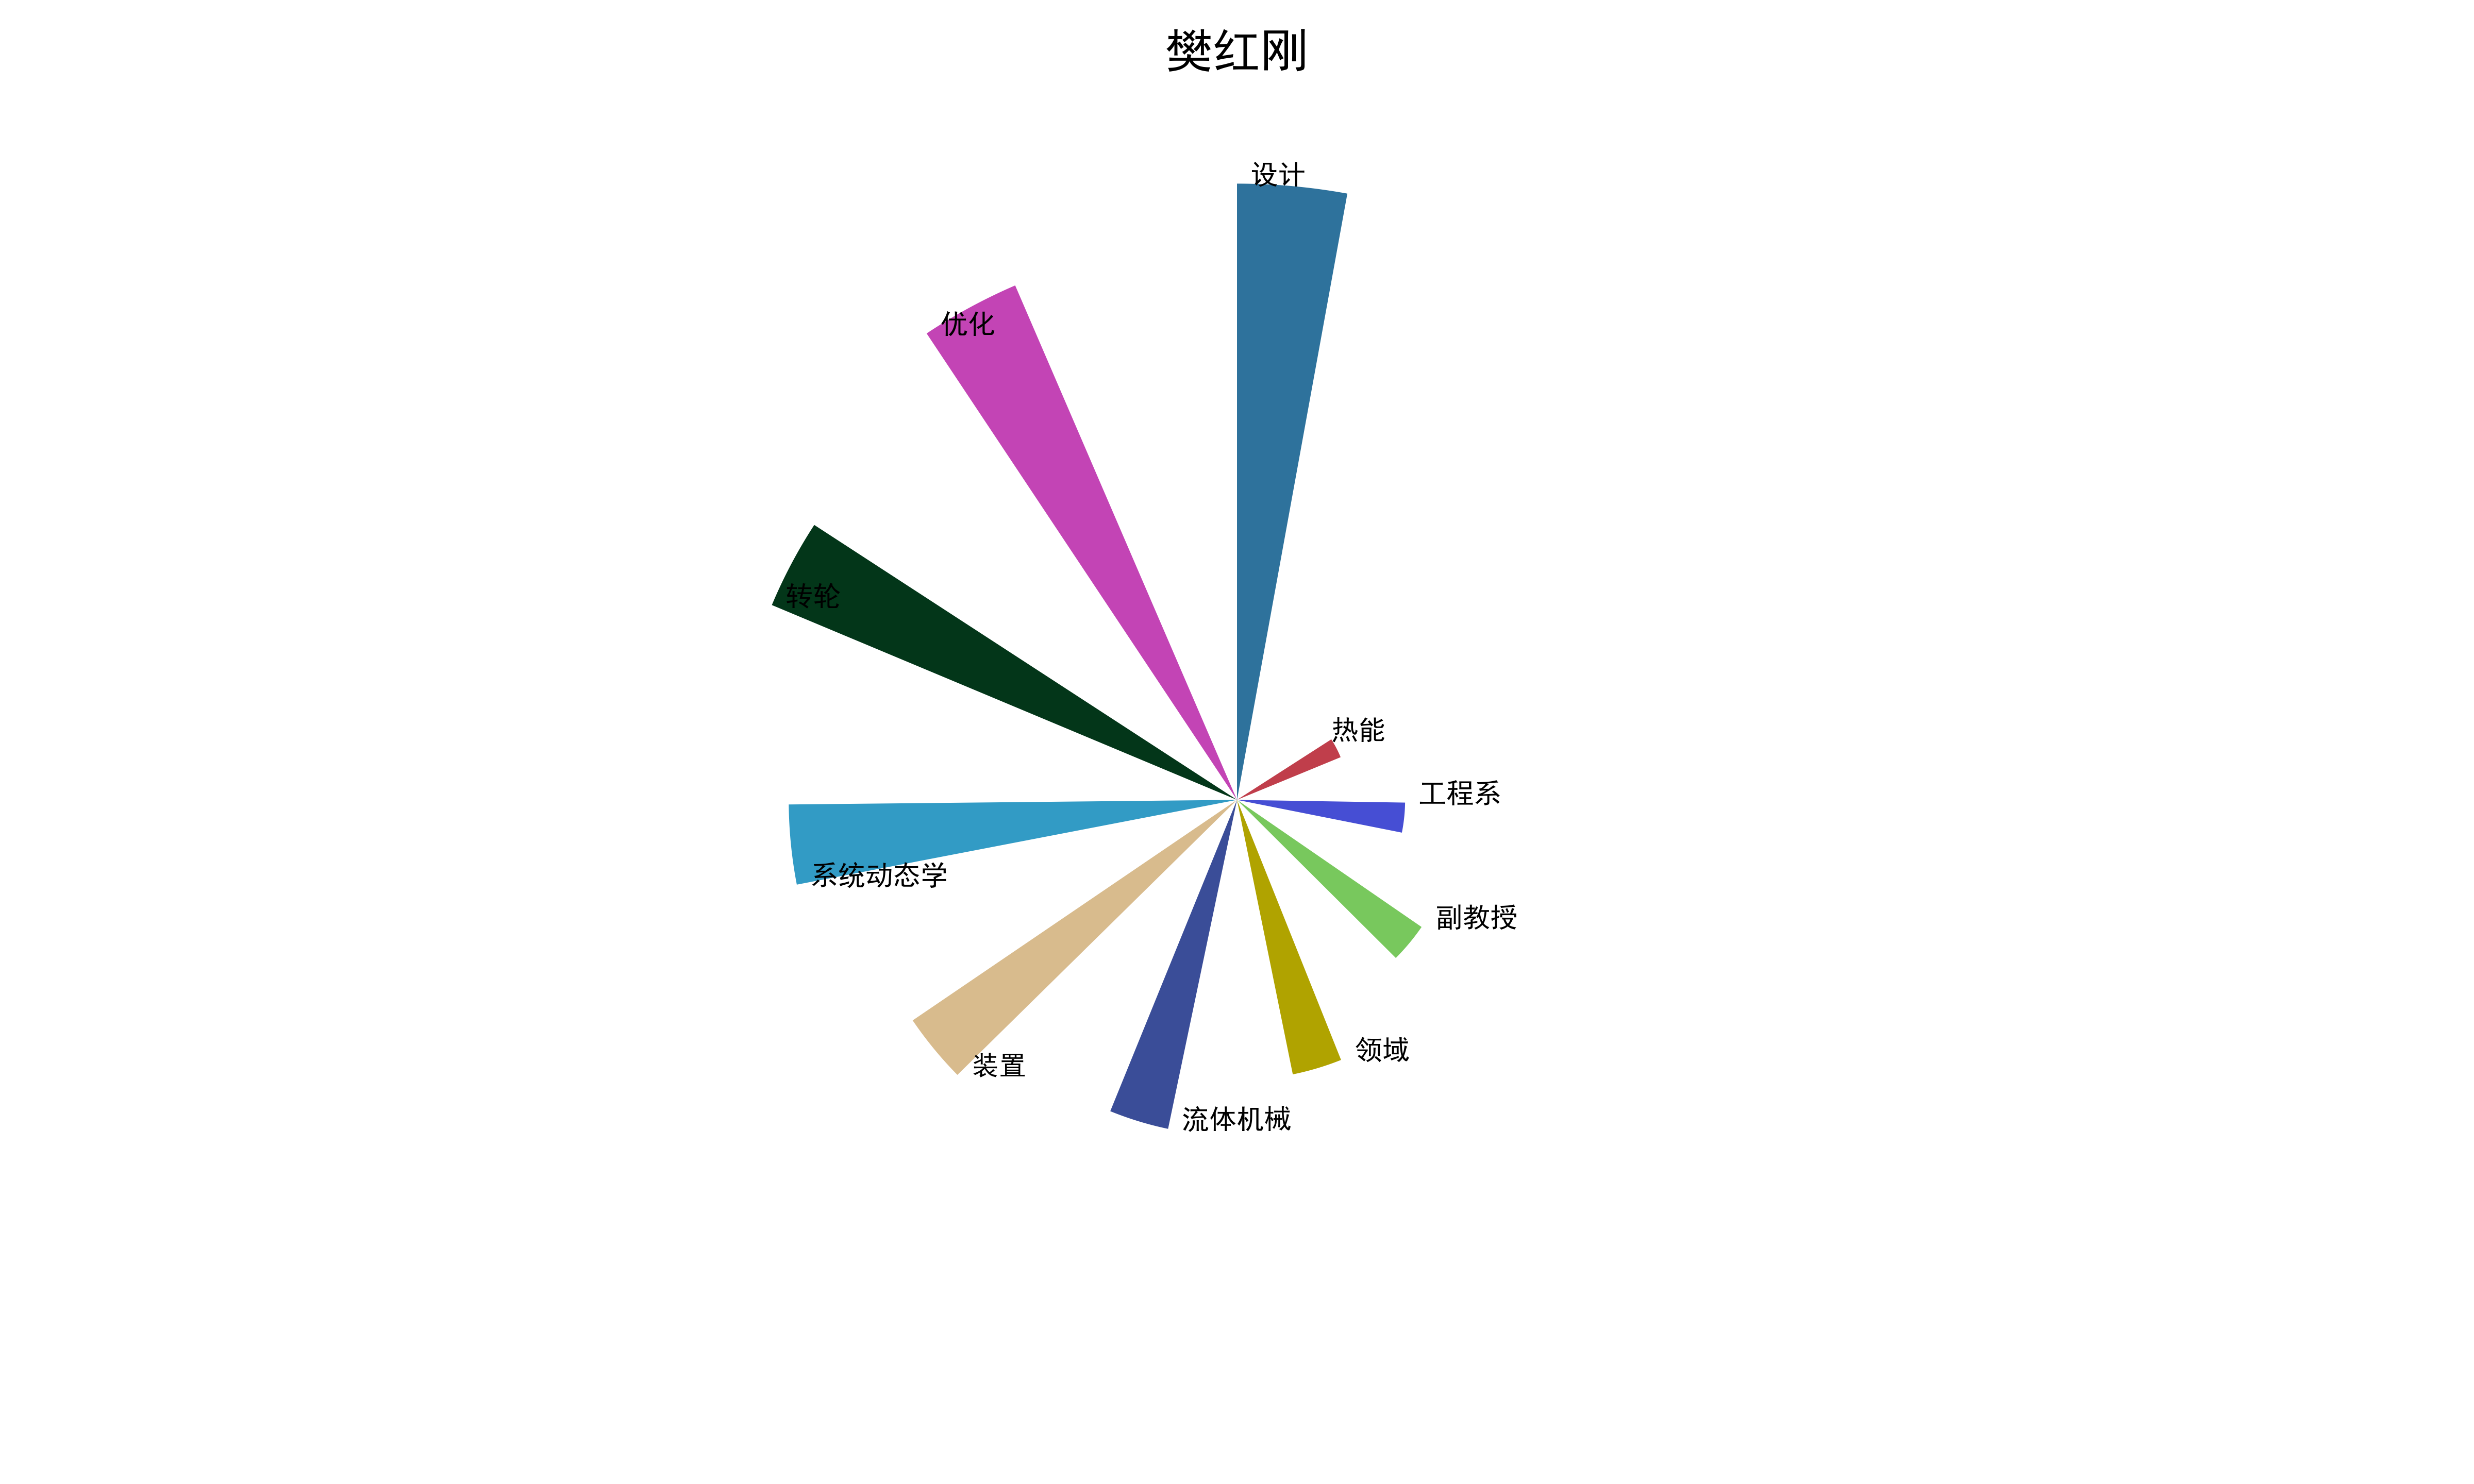 樊红刚
设计
优化
转轮
热能
工程系
系统动态学
副教授
领域
装置
流体机械